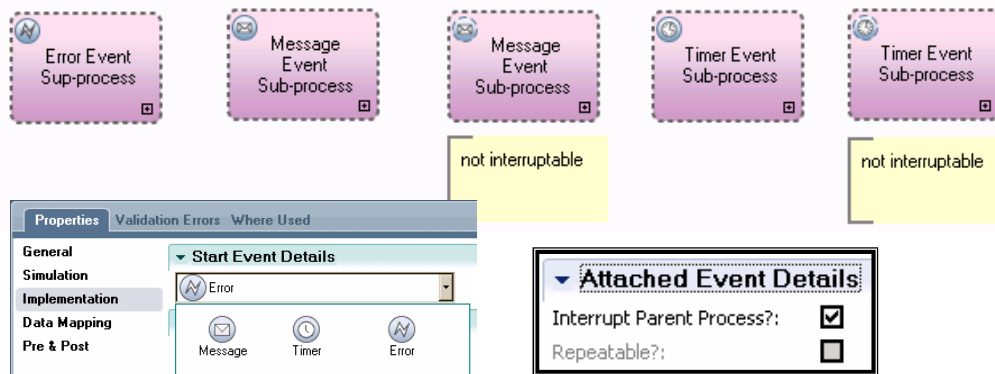 Error Event
Sup-process
Message
Event
Sub-process
Message
Event
Sub-process
Timer Event
Sub-process
Timer Event
Sub-process
not interruptable
not interruptable
Properties Validation Errors Where Used
General
Simulation
Implementation
Data Mapping
Pre & Post
Start Event Details
Error
Message Timer Error
Attached Event Details
Interrupt Parent Process?:
Repeatable?: